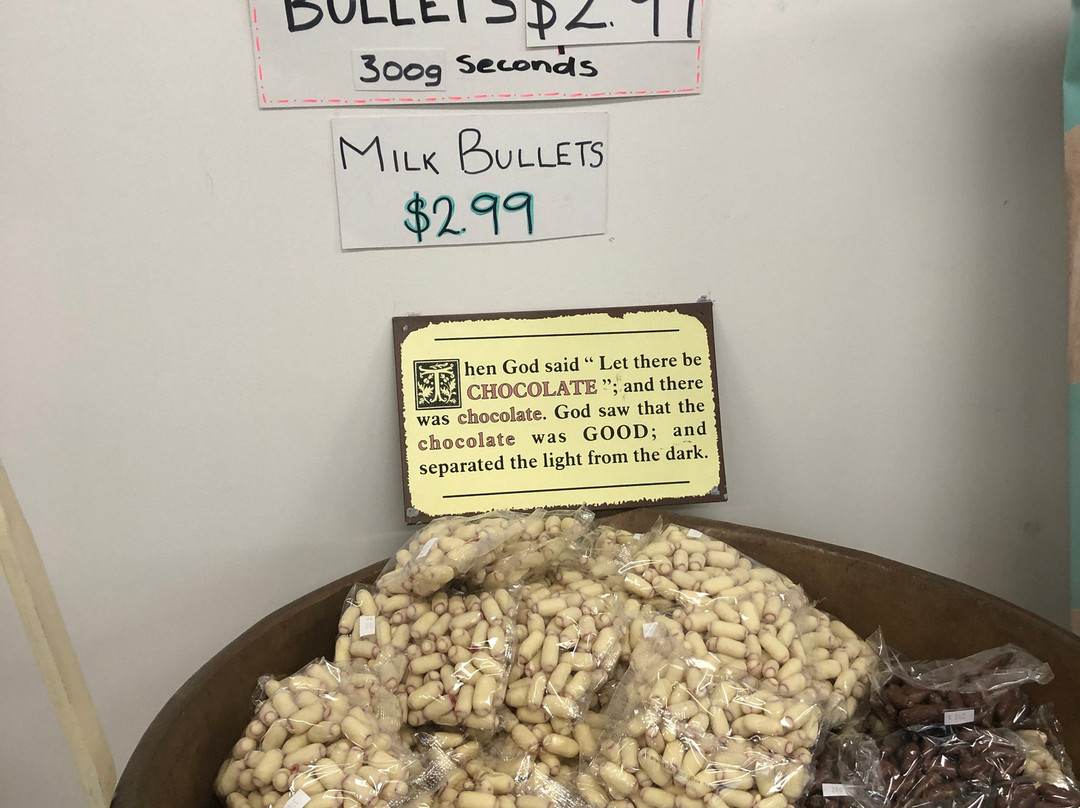 BULLETS $2.99
300g seconds
MILK BULLETS
$2.99
Then God said “ Let there be
CHOCOLATE ”; and there
was chocolate. God saw that the
chocolate was GOOD; and
separated the light from the dark.